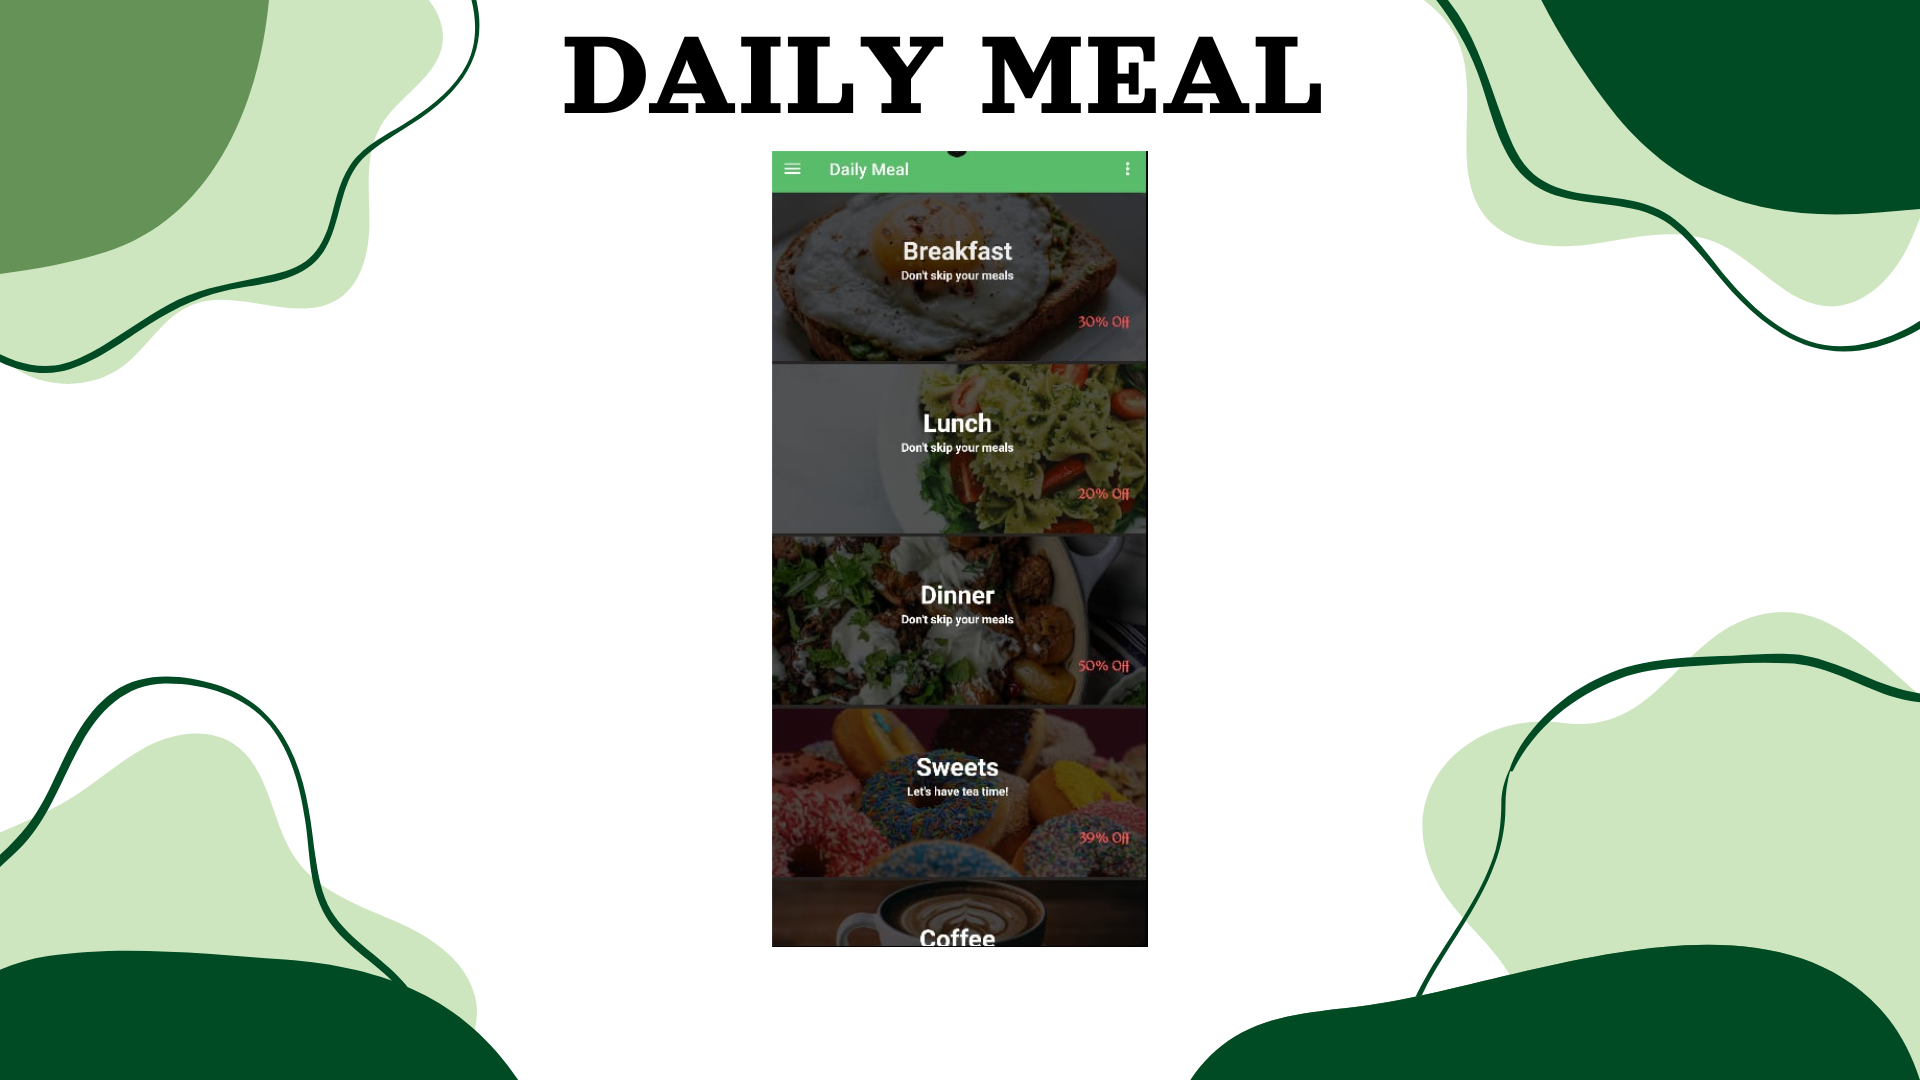 DAILY MEAL
Daily Meal
Breakfast
Don't skip your meals
30% Off
Lunch
Don't skip your meals
20% Off
Dinner
Don't skip your meals
50% Off
Sweets
Let's have tea time!
39% Off
Coffee